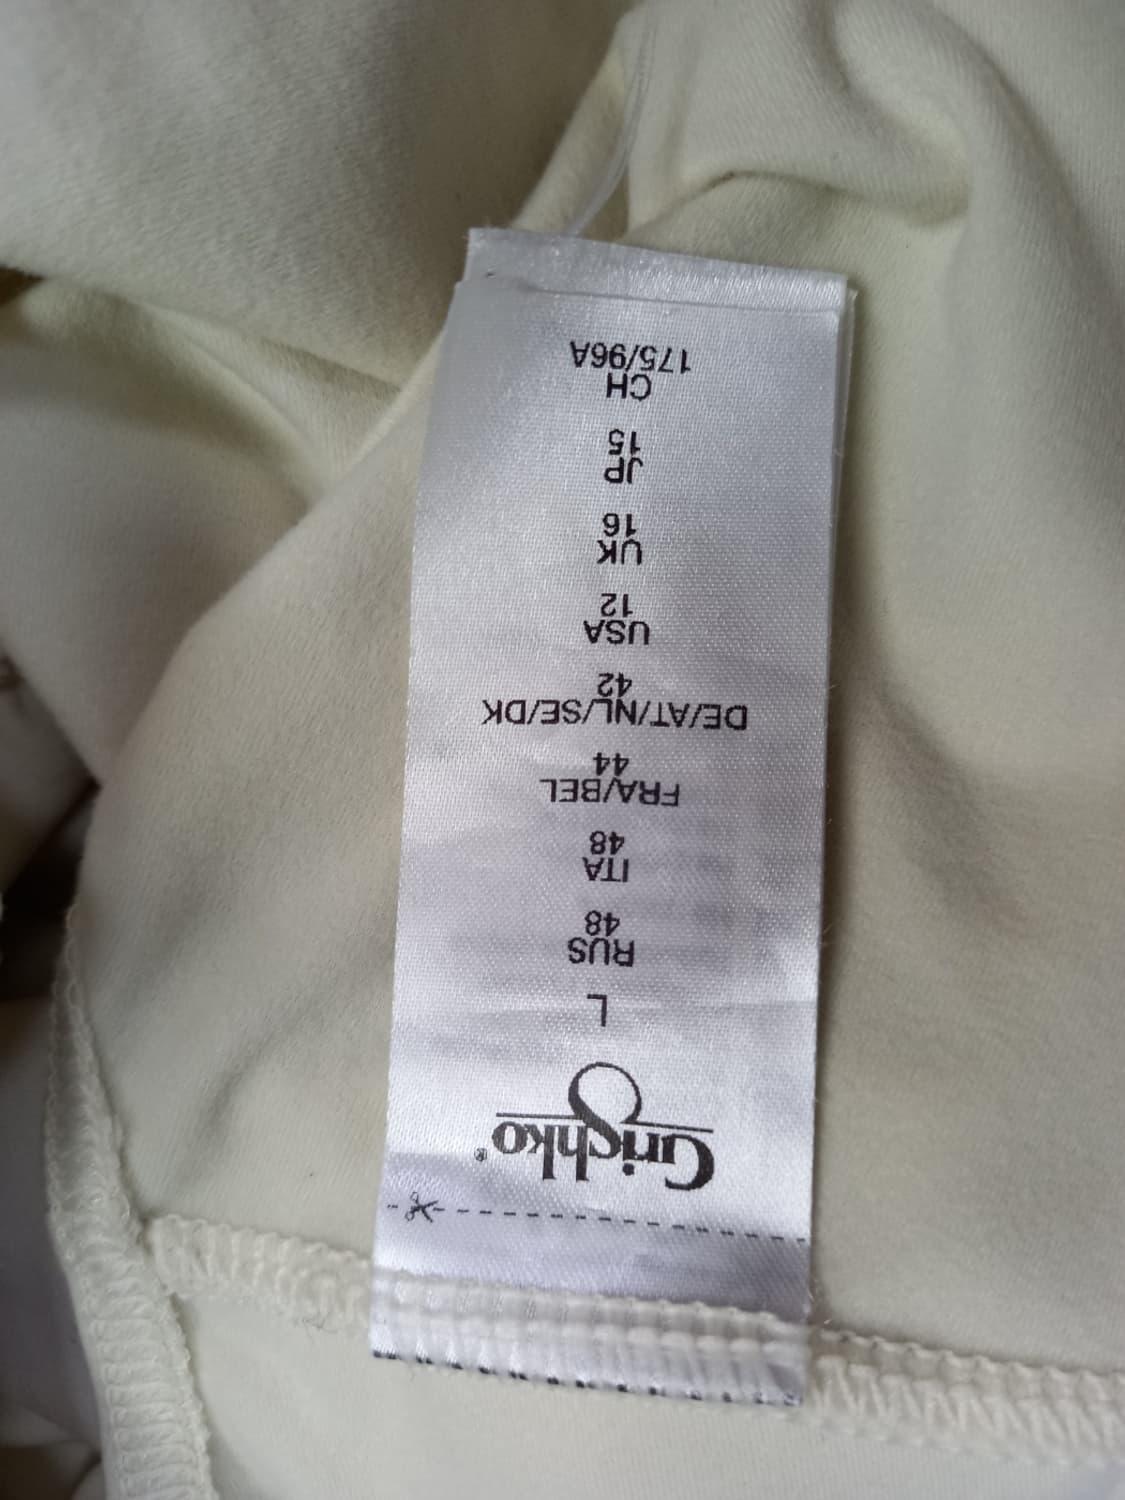 Grishko®
L
RUS
48
ITA
48
FRA/BEL
44
DE/AT/NL/SE/DK
42
USA
12
UK
16
JP
15
CH
175/96A